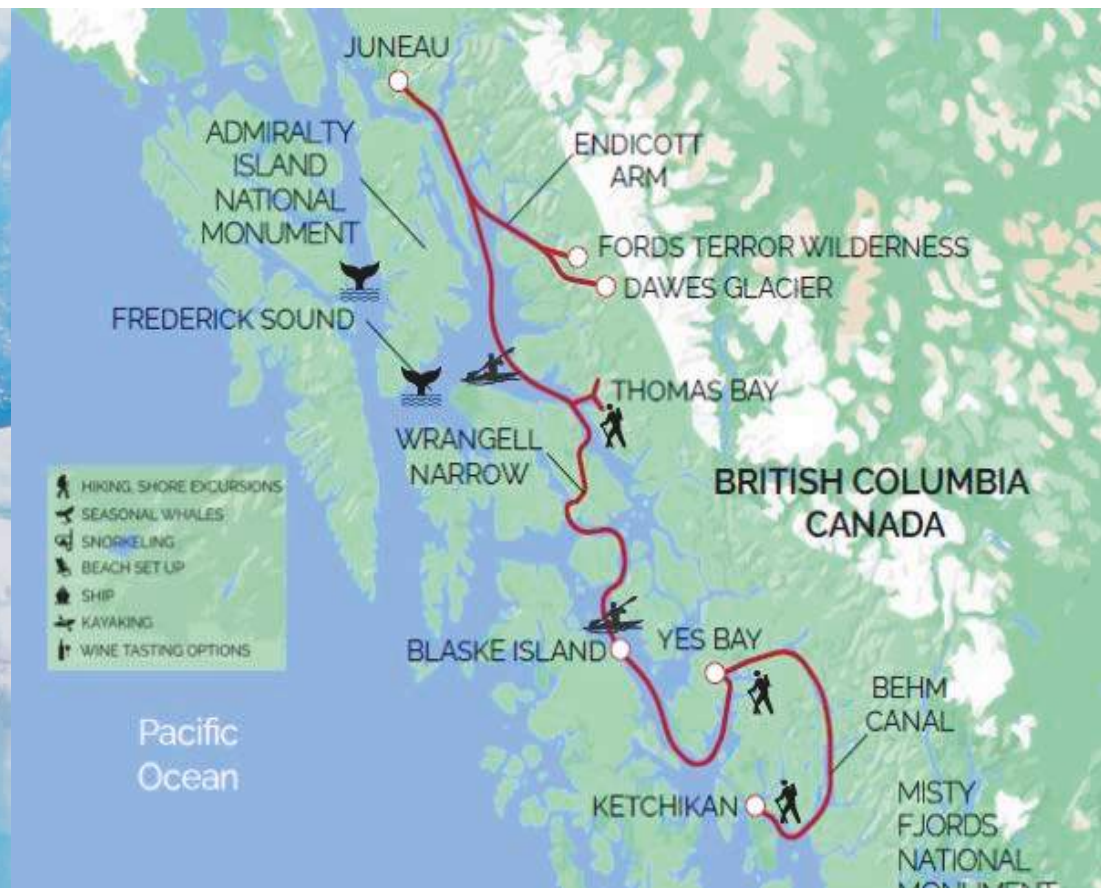 JUNEAU
ADMIRALTY
ISLAND
NATIONAL
MONUMENT
ENDICOTT
ARM
FORDS TERROR WILDERNESS
DAWES GLACIER
FREDERICK SOUND
THOMAS BAY
WRANGELL
NARROW
BRITISH COLUMBIA
CANADA
HIKING, SHORE EXCURSIONS
SEASONAL WHALES
SNORKELING
BEACH SET UP
SHIP
KAYAKING
WINE TASTING OPTIONS
BLASKE ISLAND
YES BAY
BEHM
CANAL
Pacific
Ocean
KETCHIKAN
MISTY
FJORDS
NATIONAL
MONUMENT